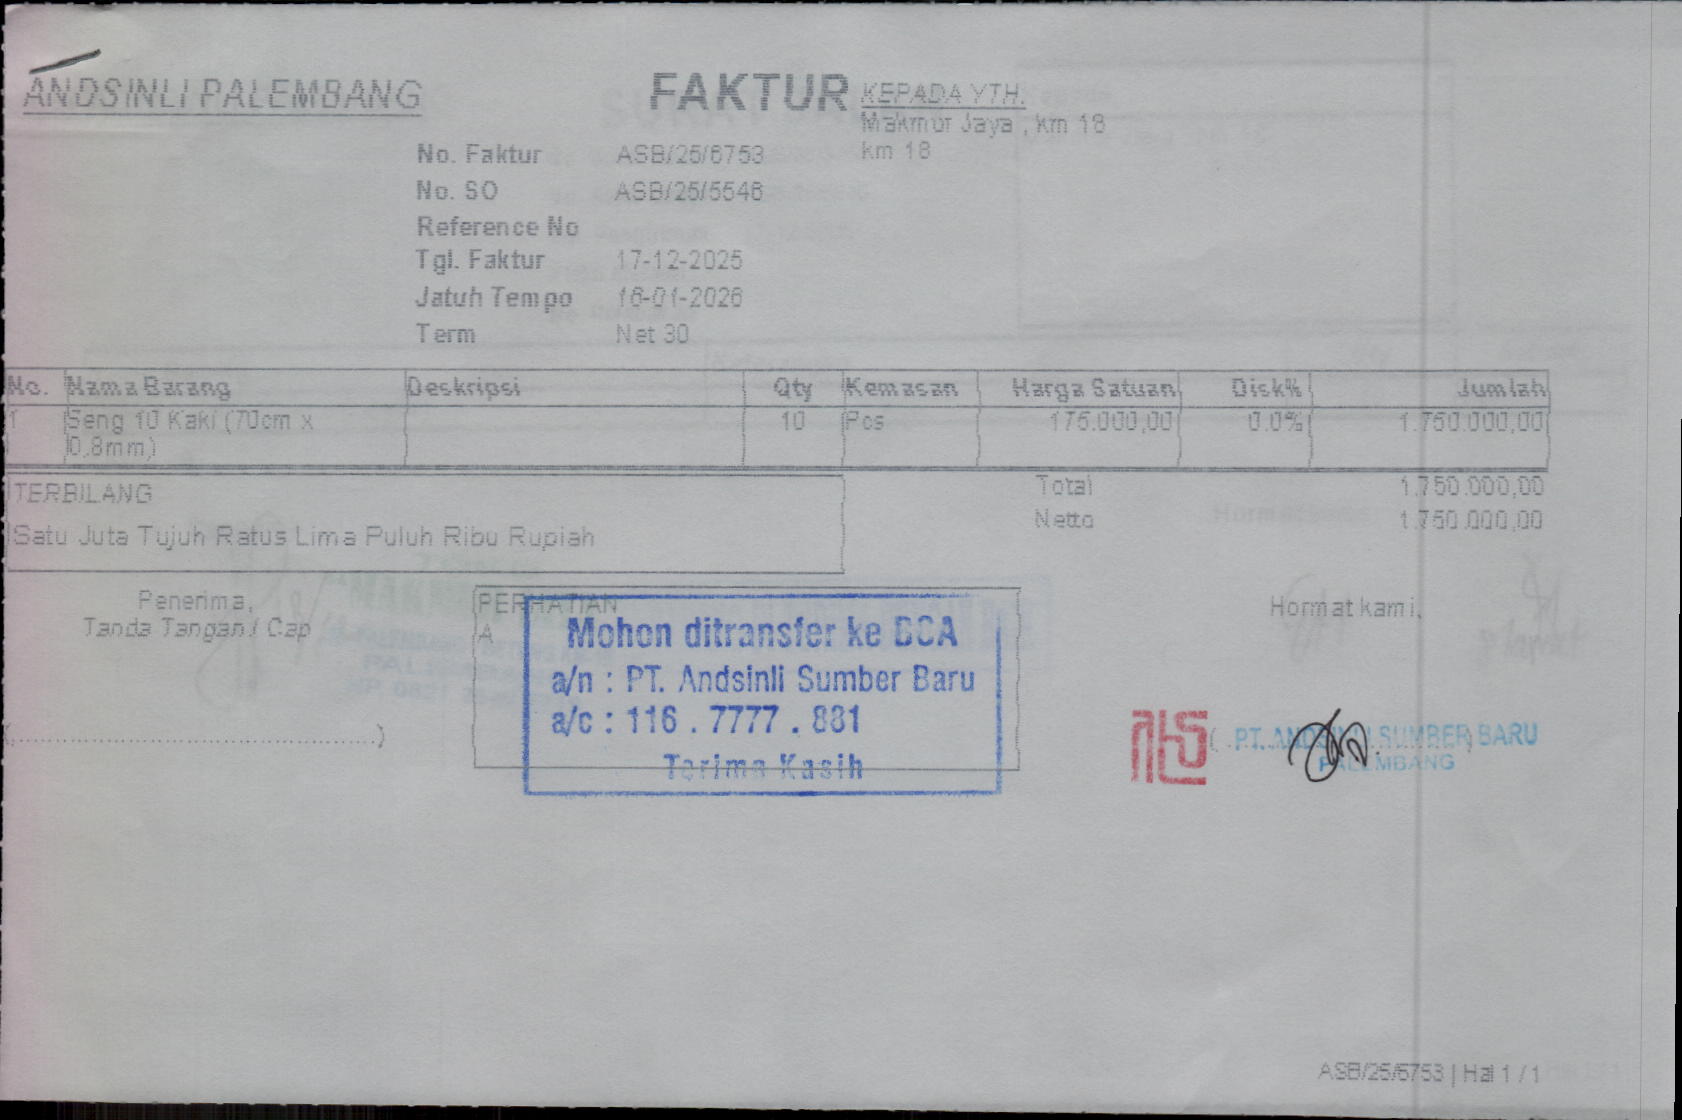 ANDSINLI PALEMBANG
FAKTUR
KEPADA YTH.
Makmur Jaya , km 18
km 18
No. Faktur ASB/25/6753
No. SO ASB/25/5546
Reference No
Tgl. Faktur 17-12-2025
Jatuh Tempo 16-01-2026
Term Net 30
No. Nama Barang Deskripsi Qty Kemasan Harga Satuan Disk% Jumlah
1 Seng 10 Kaki (70cm x 10 Pcs 175.000,00 0.0% 1.750.000,00
0,8mm)
TERBILANG
Satu Juta Tujuh Ratus Lima Puluh Ribu Rupiah
Total 1.750.000,00
Netto 1.750.000,00
Penerima,
Tanda Tangan / Cap
PERHATIAN
A
Mohon ditransfer ke BCA
a/n : PT. Andsinli Sumber Baru
a/c : 116 . 7777 . 881
Terima Kasih
Hormat kami,
PT. ANDSINLI SUMBER BARU
PALEMBANG
ASB/25/6753 | Hal 1 / 1